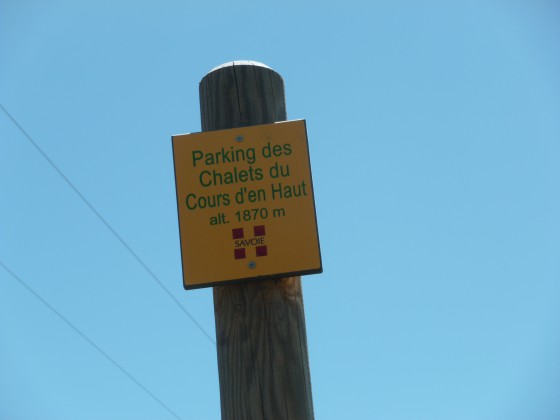 Parking des
Chalets du
Cours d'en Haut
alt. 1870 m
SAVOIE